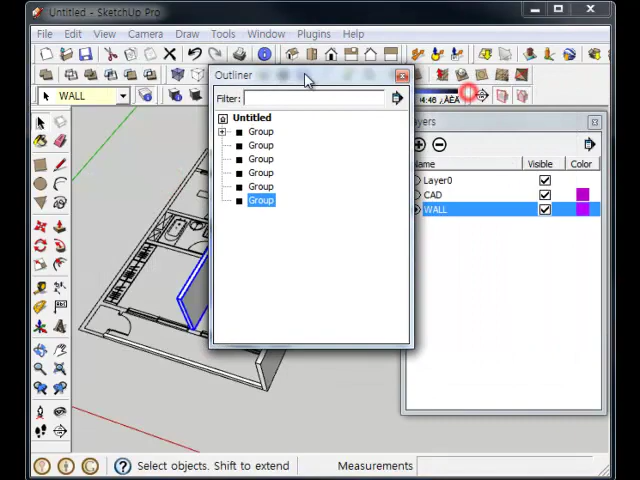 Untitled - SketchUp Pro
File Edit View Camera Draw Tools Window Plugins Help
WALL
Outliner
Filter:
Untitled
Group
Group
Group
Group
Group
Group
ayers
Name Visible Color
Layer0
CAD
WALL
Select objects. Shift to extend
Measurements